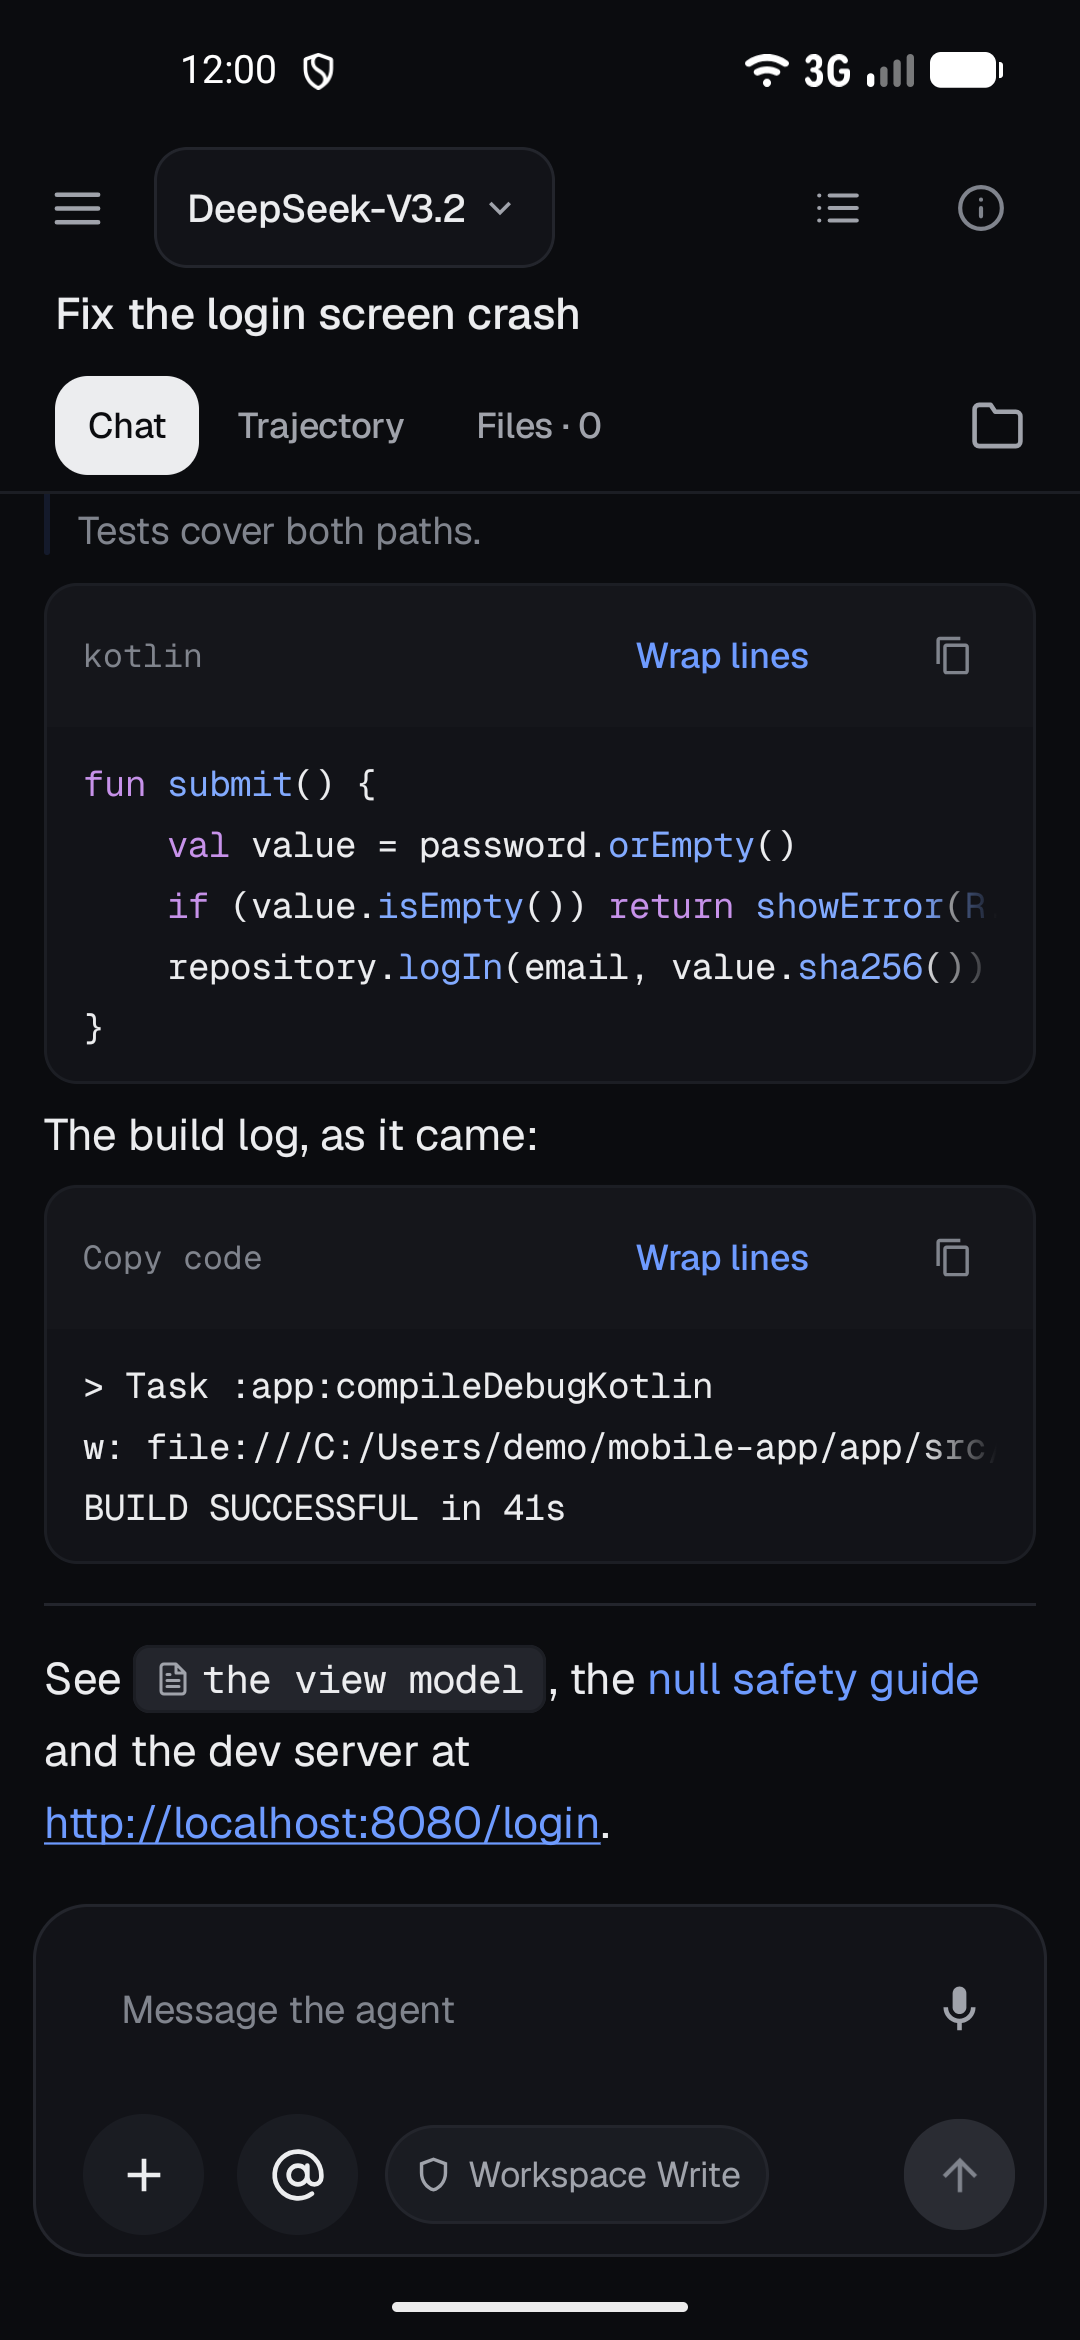 12:00
3G
DeepSeek-V3.2
Fix the login screen crash
Chat
Trajectory
Files · 0
Tests cover both paths.
kotlin
Wrap lines
fun submit() {
    val value = password.orEmpty()
    if (value.isEmpty()) return showError(R.
    repository.logIn(email, value.sha256())
}
The build log, as it came:
Copy code
Wrap lines
> Task :app:compileDebugKotlin
w: file:///C:/Users/demo/mobile-app/app/src/
BUILD SUCCESSFUL in 41s
See the view model, the null safety guide
and the dev server at
http://localhost:8080/login.
Message the agent
Workspace Write